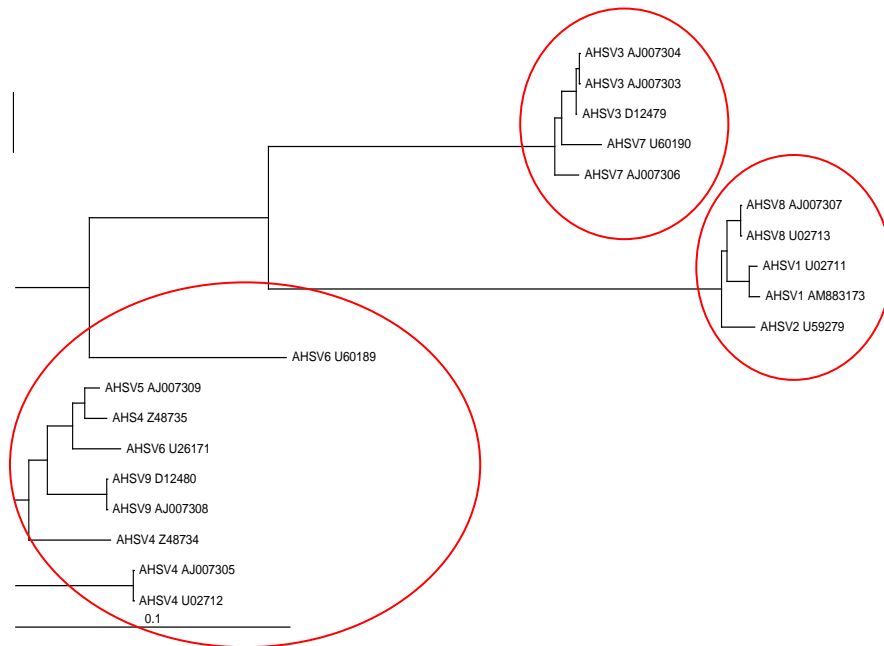 AHSV3 AJ007304
AHSV3 AJ007303
AHSV3 D12479
AHSV7 U60190
AHSV7 AJ007306
AHSV8 AJ007307
AHSV8 U02713
AHSV1 U02711
AHSV1 AM883173
AHSV2 U59279
AHSV6 U60189
AHSV5 AJ007309
AHS4 Z48735
AHSV6 U26171
AHSV9 D12480
AHSV9 AJ007308
AHSV4 Z48734
AHSV4 AJ007305
AHSV4 U02712
0.1